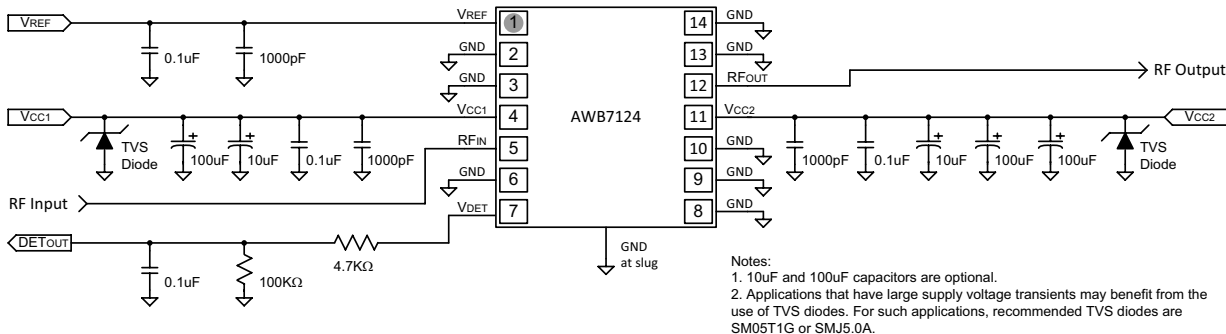 VREF
0.1uF
1000pF
VREF
1
GND
2
GND
3
VCC1
TVS
Diode
100uF
10uF
0.1uF
1000pF
VCC1
4
RFIN
5
RF Input
GND
6
DETOUT
0.1uF
100KΩ
4.7KΩ
VDET
7
AWB7124
GND
at slug
14
GND
13
GND
12
RFOUT
RF Output
11
VCC2
1000pF
0.1uF
10uF
100uF
100uF
TVS
Diode
VCC2
10
GND
9
GND
8
GND
Notes:
1. 10uF and 100uF capacitors are optional.
2. Applications that have large supply voltage transients may benefit from the
use of TVS diodes. For such applications, recommended TVS diodes are
SM05T1G or SMJ5.0A.